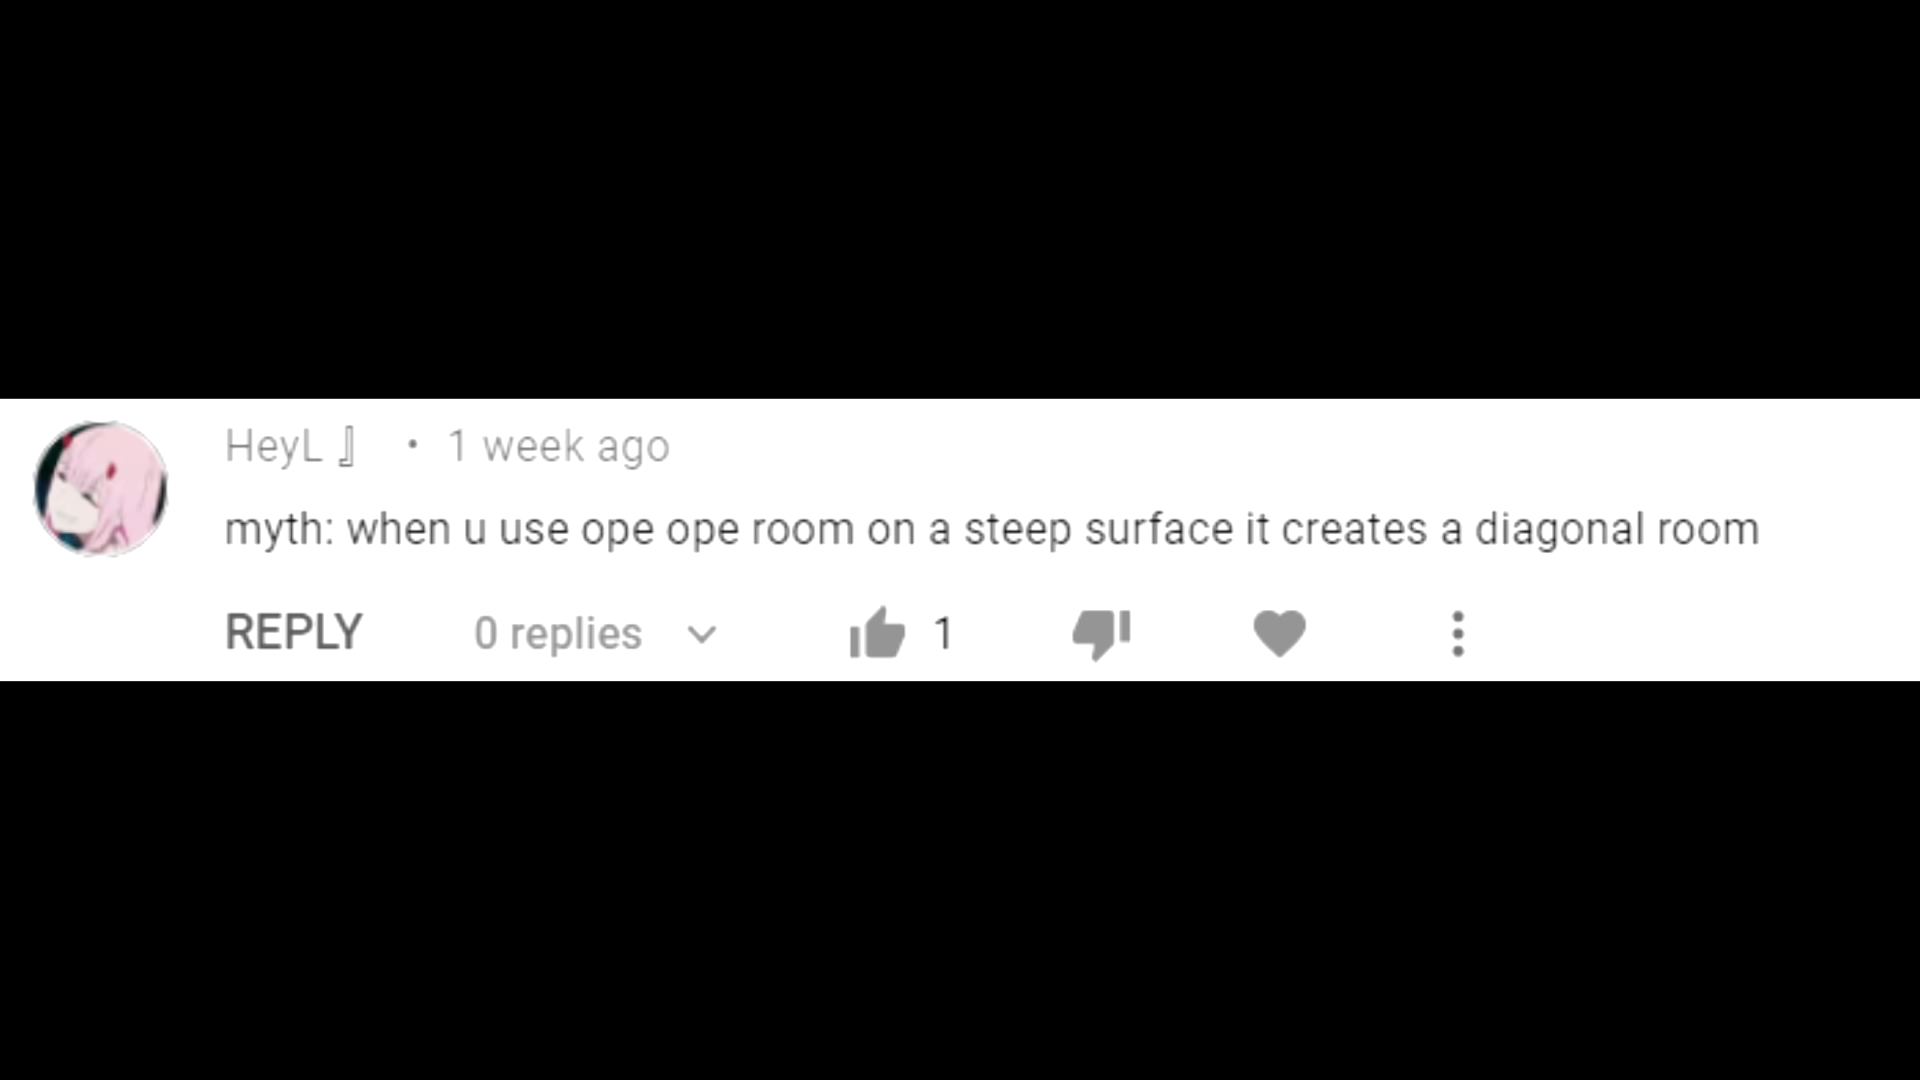 HeyL 』 • 1 week ago
myth: when u use ope ope room on a steep surface it creates a diagonal room
REPLY 0 replies 1